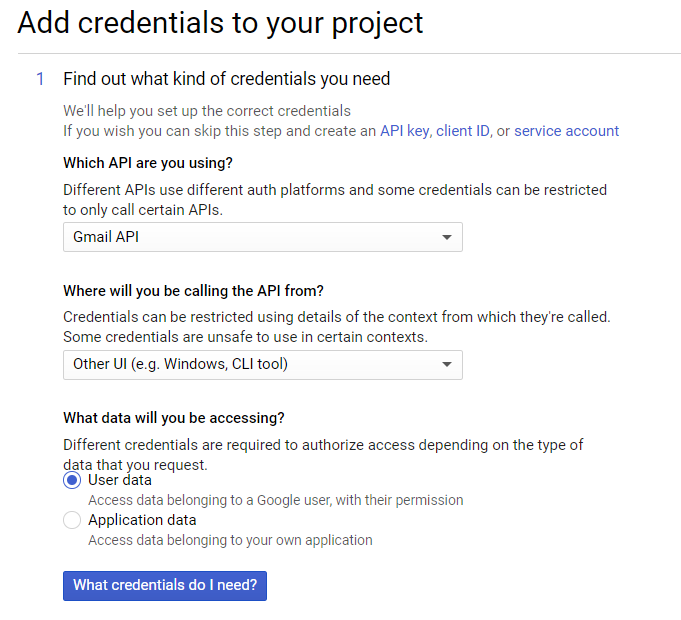 Add credentials to your project
1 Find out what kind of credentials you need
We'll help you set up the correct credentials
If you wish you can skip this step and create an API key, client ID, or service account
Which API are you using?
Different APIs use different auth platforms and some credentials can be restricted
to only call certain APIs.
Gmail API
Where will you be calling the API from?
Credentials can be restricted using details of the context from which they're called.
Some credentials are unsafe to use in certain contexts.
Other UI (e.g. Windows, CLI tool)
What data will you be accessing?
Different credentials are required to authorize access depending on the type of
data that you request.
User data
Access data belonging to a Google user, with their permission
Application data
Access data belonging to your own application
What credentials do I need?